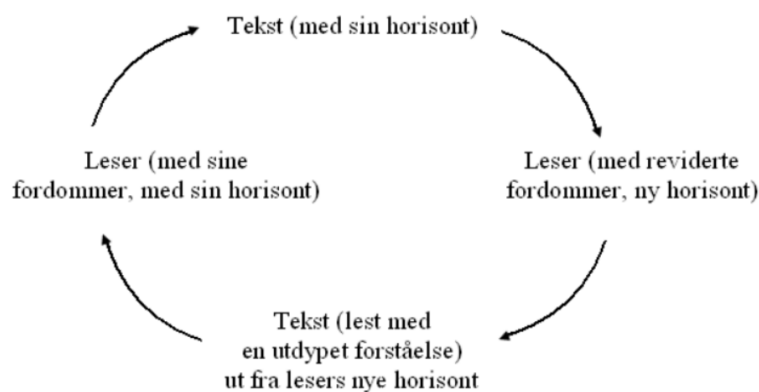 Tekst (med sin horisont)
Leser (med sine
fordommer, med sin horisont)
Leser (med reviderte
fordommer, ny horisont)
Tekst (lest med
en utdypet forståelse)
ut fra lesers nye horisont